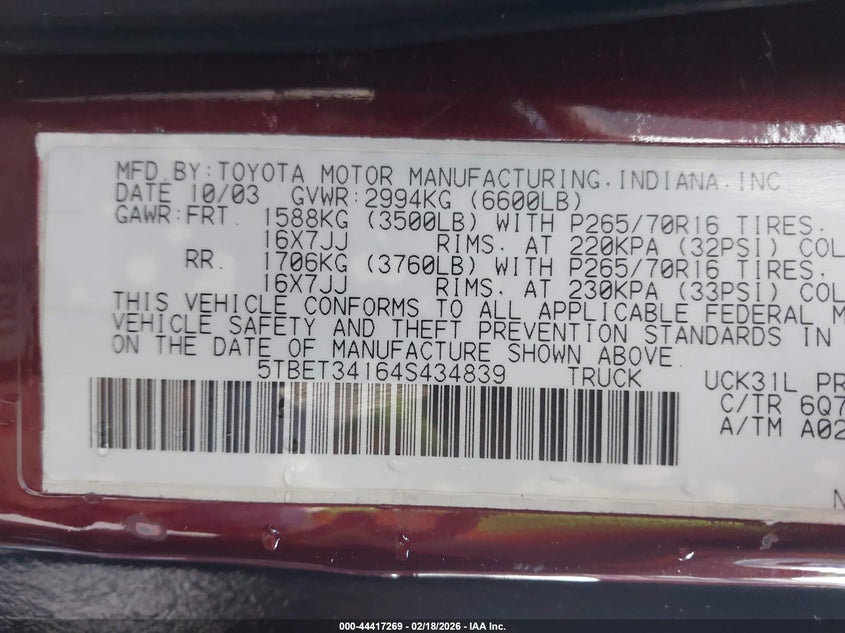 MFD.BY:TOYOTA MOTOR MANUFACTURING.INDIANA.INC.
DATE 10/03 GVWR:2994KG (6600LB)
GAWR:FRT. 1588KG (3500LB) WITH P265/70R16 TIRES.
16X7JJ RIMS. AT 220KPA (32PSI) COL
RR. 1706KG (3760LB) WITH P265/70R16 TIRES.
16X7JJ RIMS. AT 230KPA (33PSI) COL
THIS VEHICLE CONFORMS TO ALL APPLICABLE FEDERAL M
VEHICLE SAFETY AND THEFT PREVENTION STANDARDS IN
ON THE DATE OF MANUFACTURE SHOWN ABOVE.
5TBET34164S434839 TRUCK UCK31L PR
C/TR 6Q7
A/TM A02
N
000-44417269 - 02/18/2026 - IAA Inc.